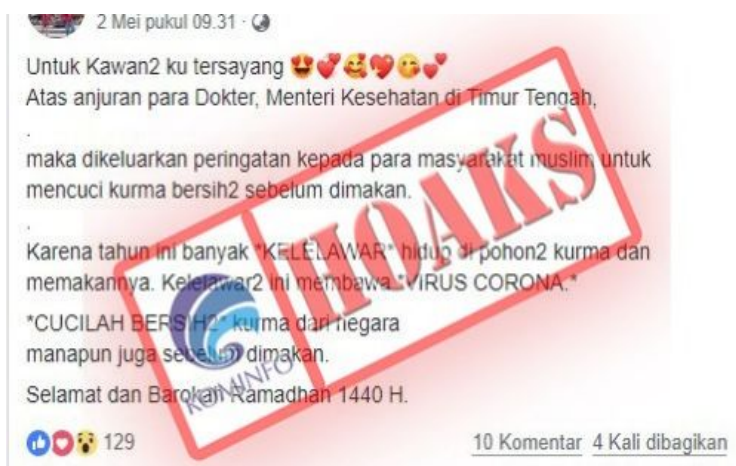 2 Mei pukul 09.31 ·
Untuk Kawan2 ku tersayang 😍💕🥰💖😘💕
Atas anjuran para Dokter, Menteri Kesehatan di Timur Tengah,
.
maka dikeluarkan peringatan kepada para masyarakat muslim untuk
mencuci kurma bersih2 sebelum dimakan.
.
Karena tahun ini banyak *KELELAWAR* hidup di pohon2 kurma dan
memakannya. Kelelawar2 ini membawa *VIRUS CORONA.*
*CUCILAH BERSIH2* kurma dari negara
manapun juga sebelum dimakan.
Selamat dan Barokah Ramadhan 1440 H.
129
10 Komentar 4 Kali dibagikan
KOMINFO
HOAKS